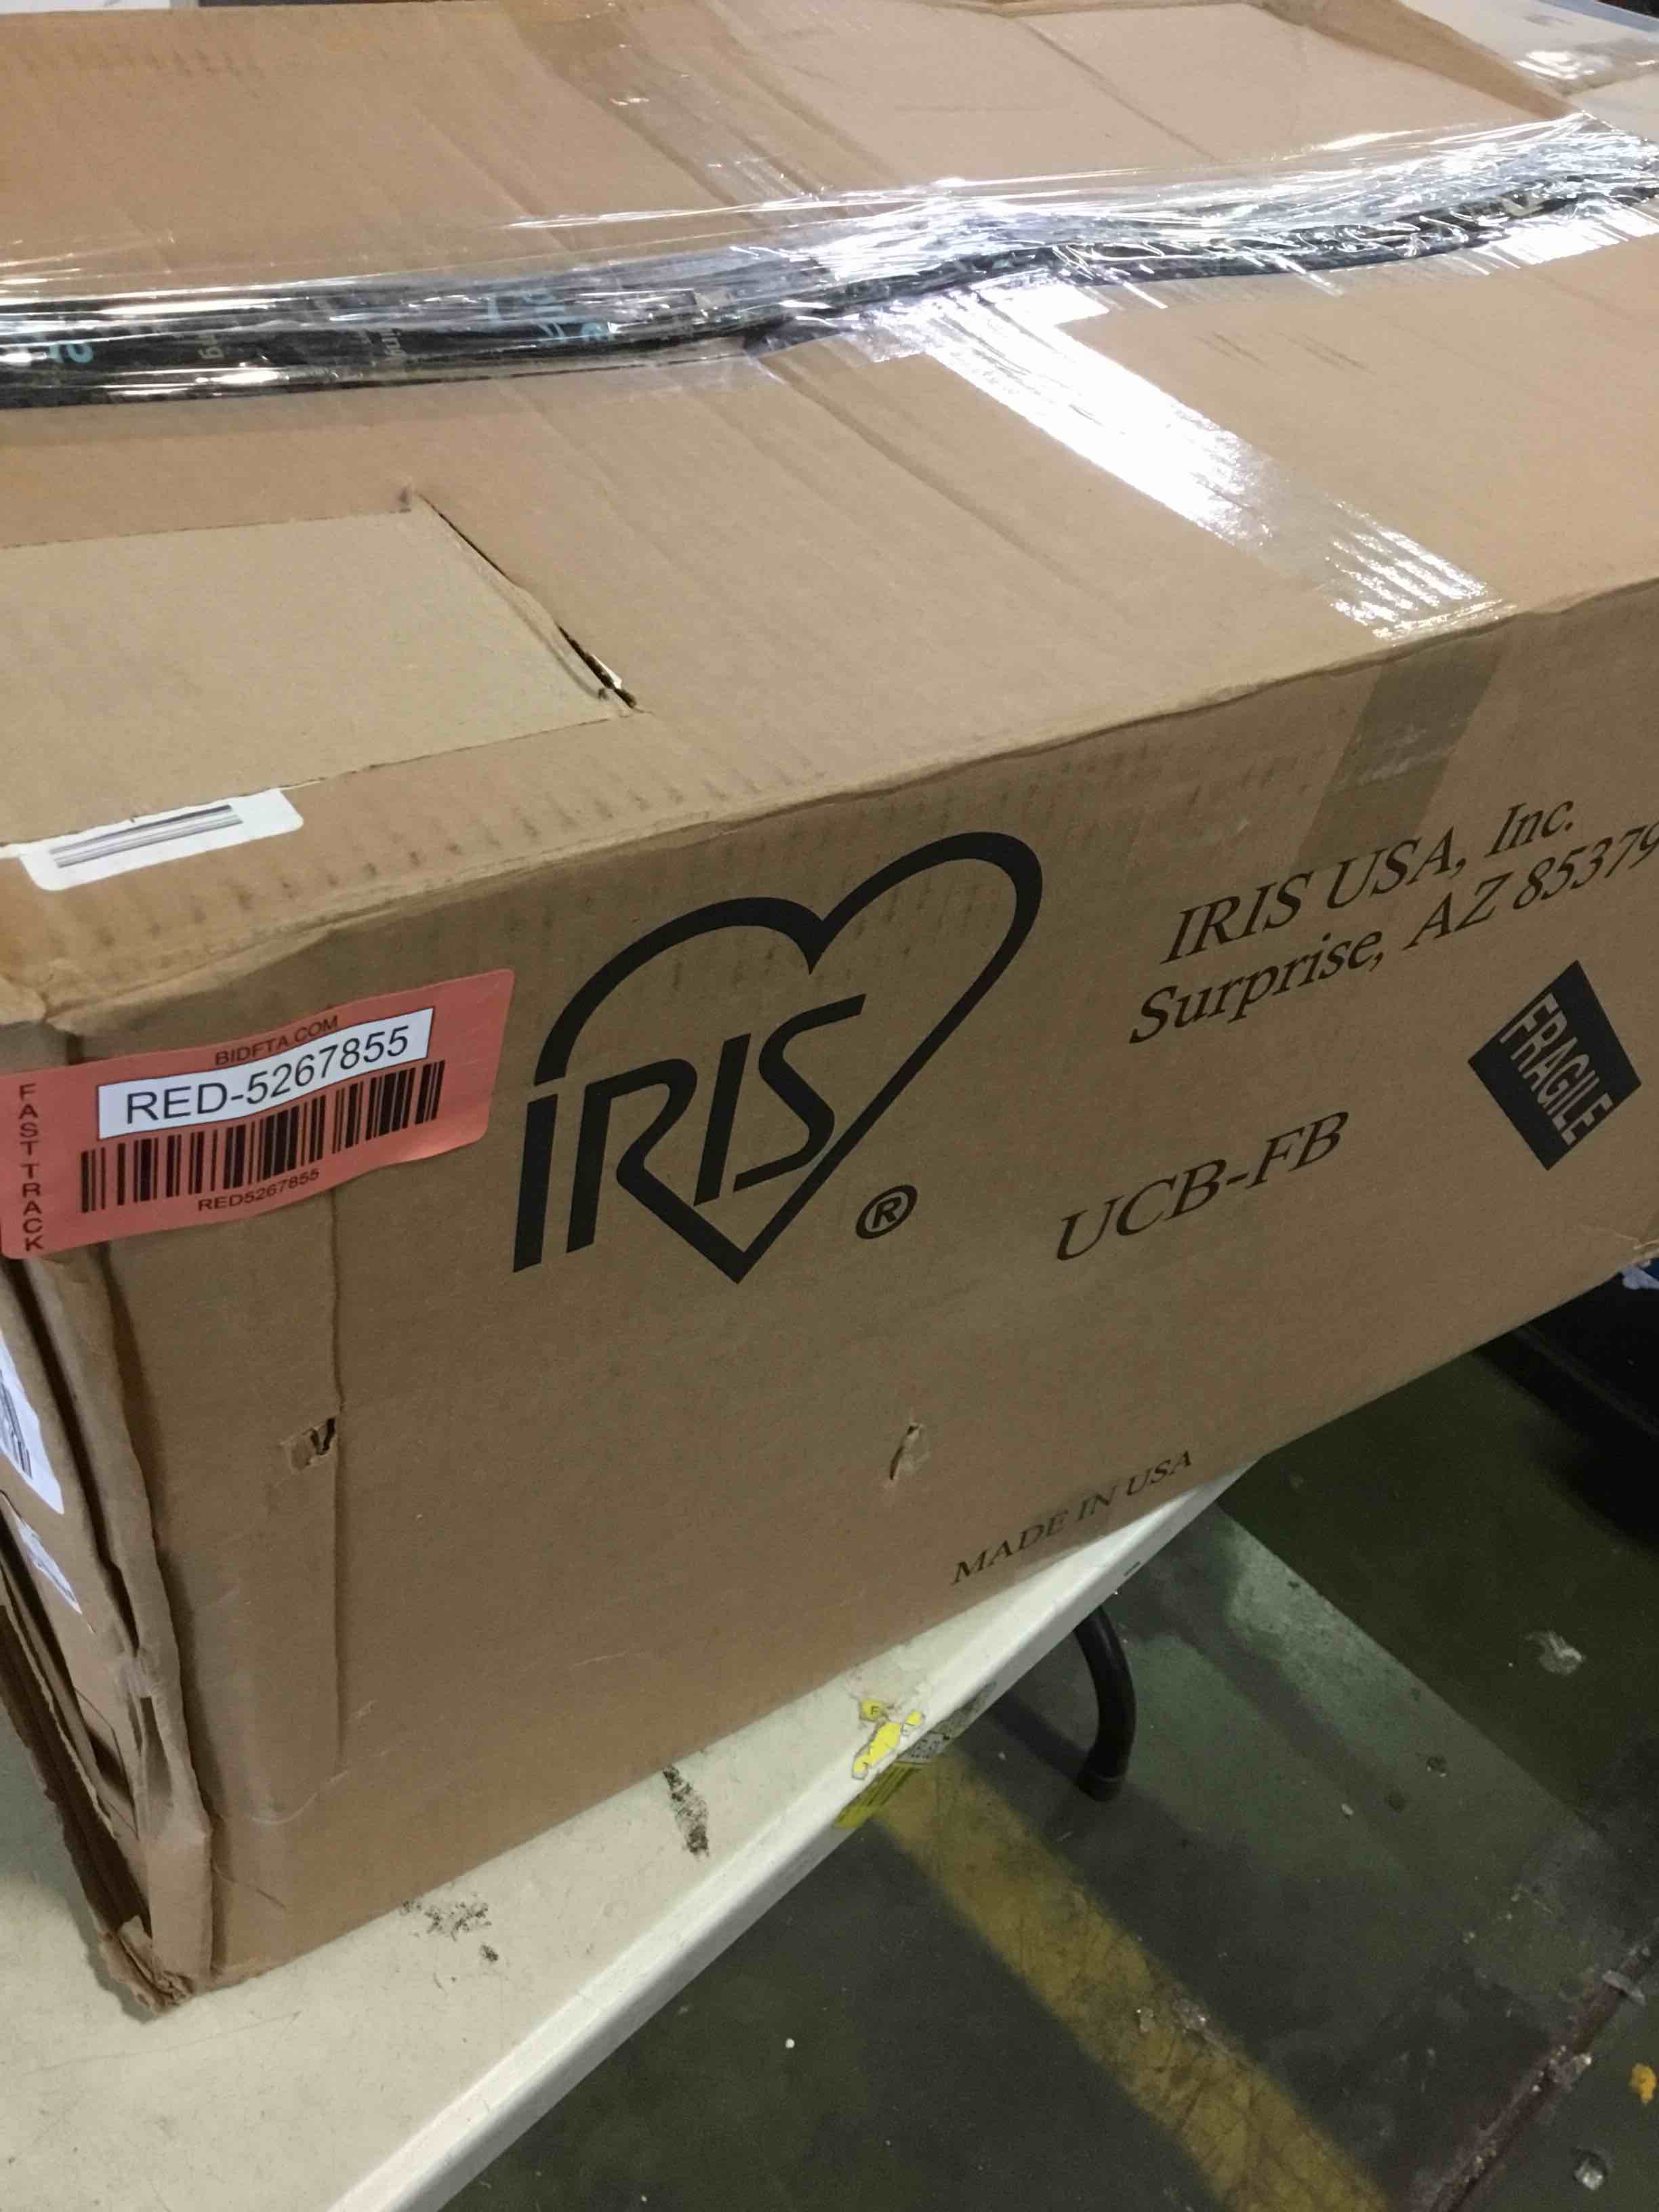 BIDFTA.COM
RED-5267855
RED5267855
FAST TRACK
IRIS
®
IRIS USA, Inc.
Surprise, AZ 85379
UCB-FB
FRAGILE
MADE IN USA